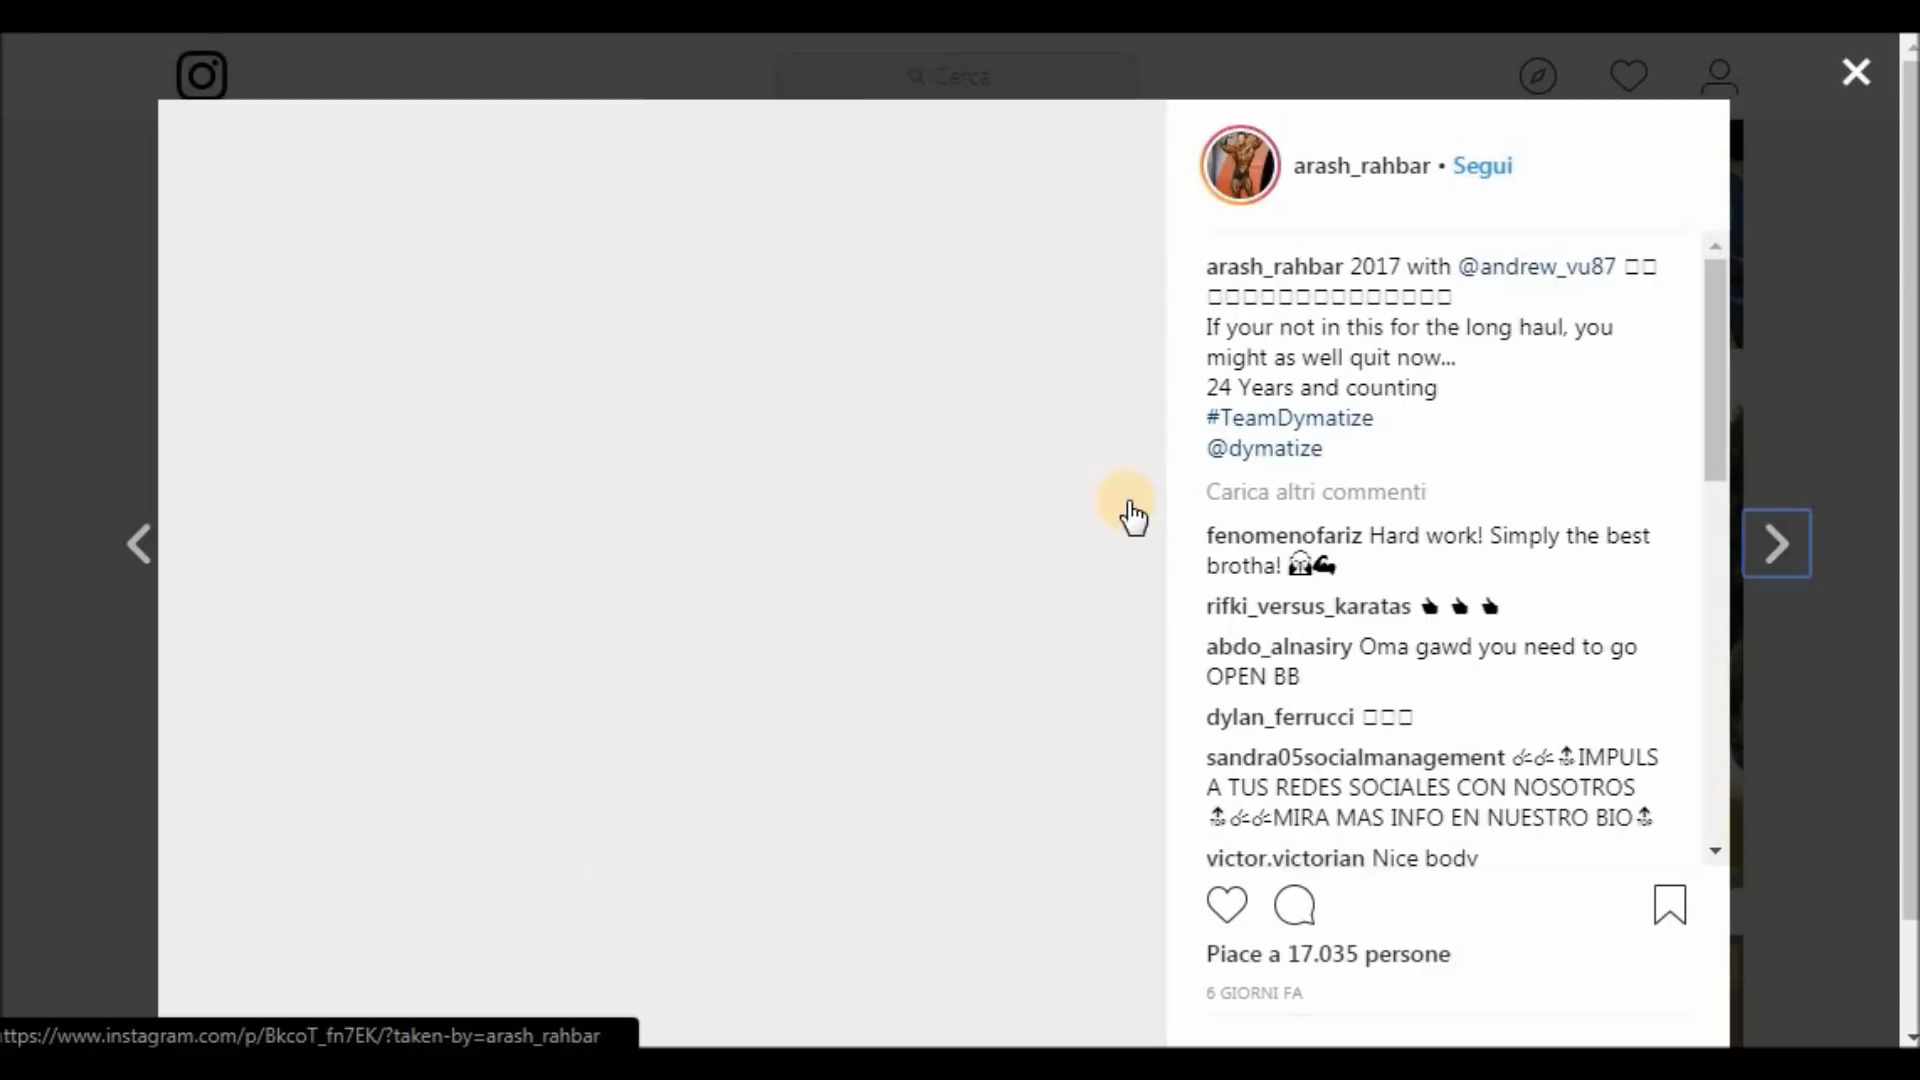 Cerca
arash_rahbar • Segui
arash_rahbar 2017 with @andrew_vu87 □□
□□□□□□□□□□□□□□
If your not in this for the long haul, you
might as well quit now...
24 Years and counting
#TeamDymatize
@dymatize
Carica altri commenti
fenomenofariz Hard work! Simply the best
brotha!
rifki_versus_karatas
abdo_alnasiry Oma gawd you need to go
OPEN BB
dylan_ferrucci □□□
sandra05socialmanagement IMPULS
A TUS REDES SOCIALES CON NOSOTROS
MIRA MAS INFO EN NUESTRO BIO
victor.victorian Nice body
Piace a 17.035 persone
6 GIORNI FA
ttps://www.instagram.com/p/BkcoT_fn7EK/?taken-by=arash_rahbar